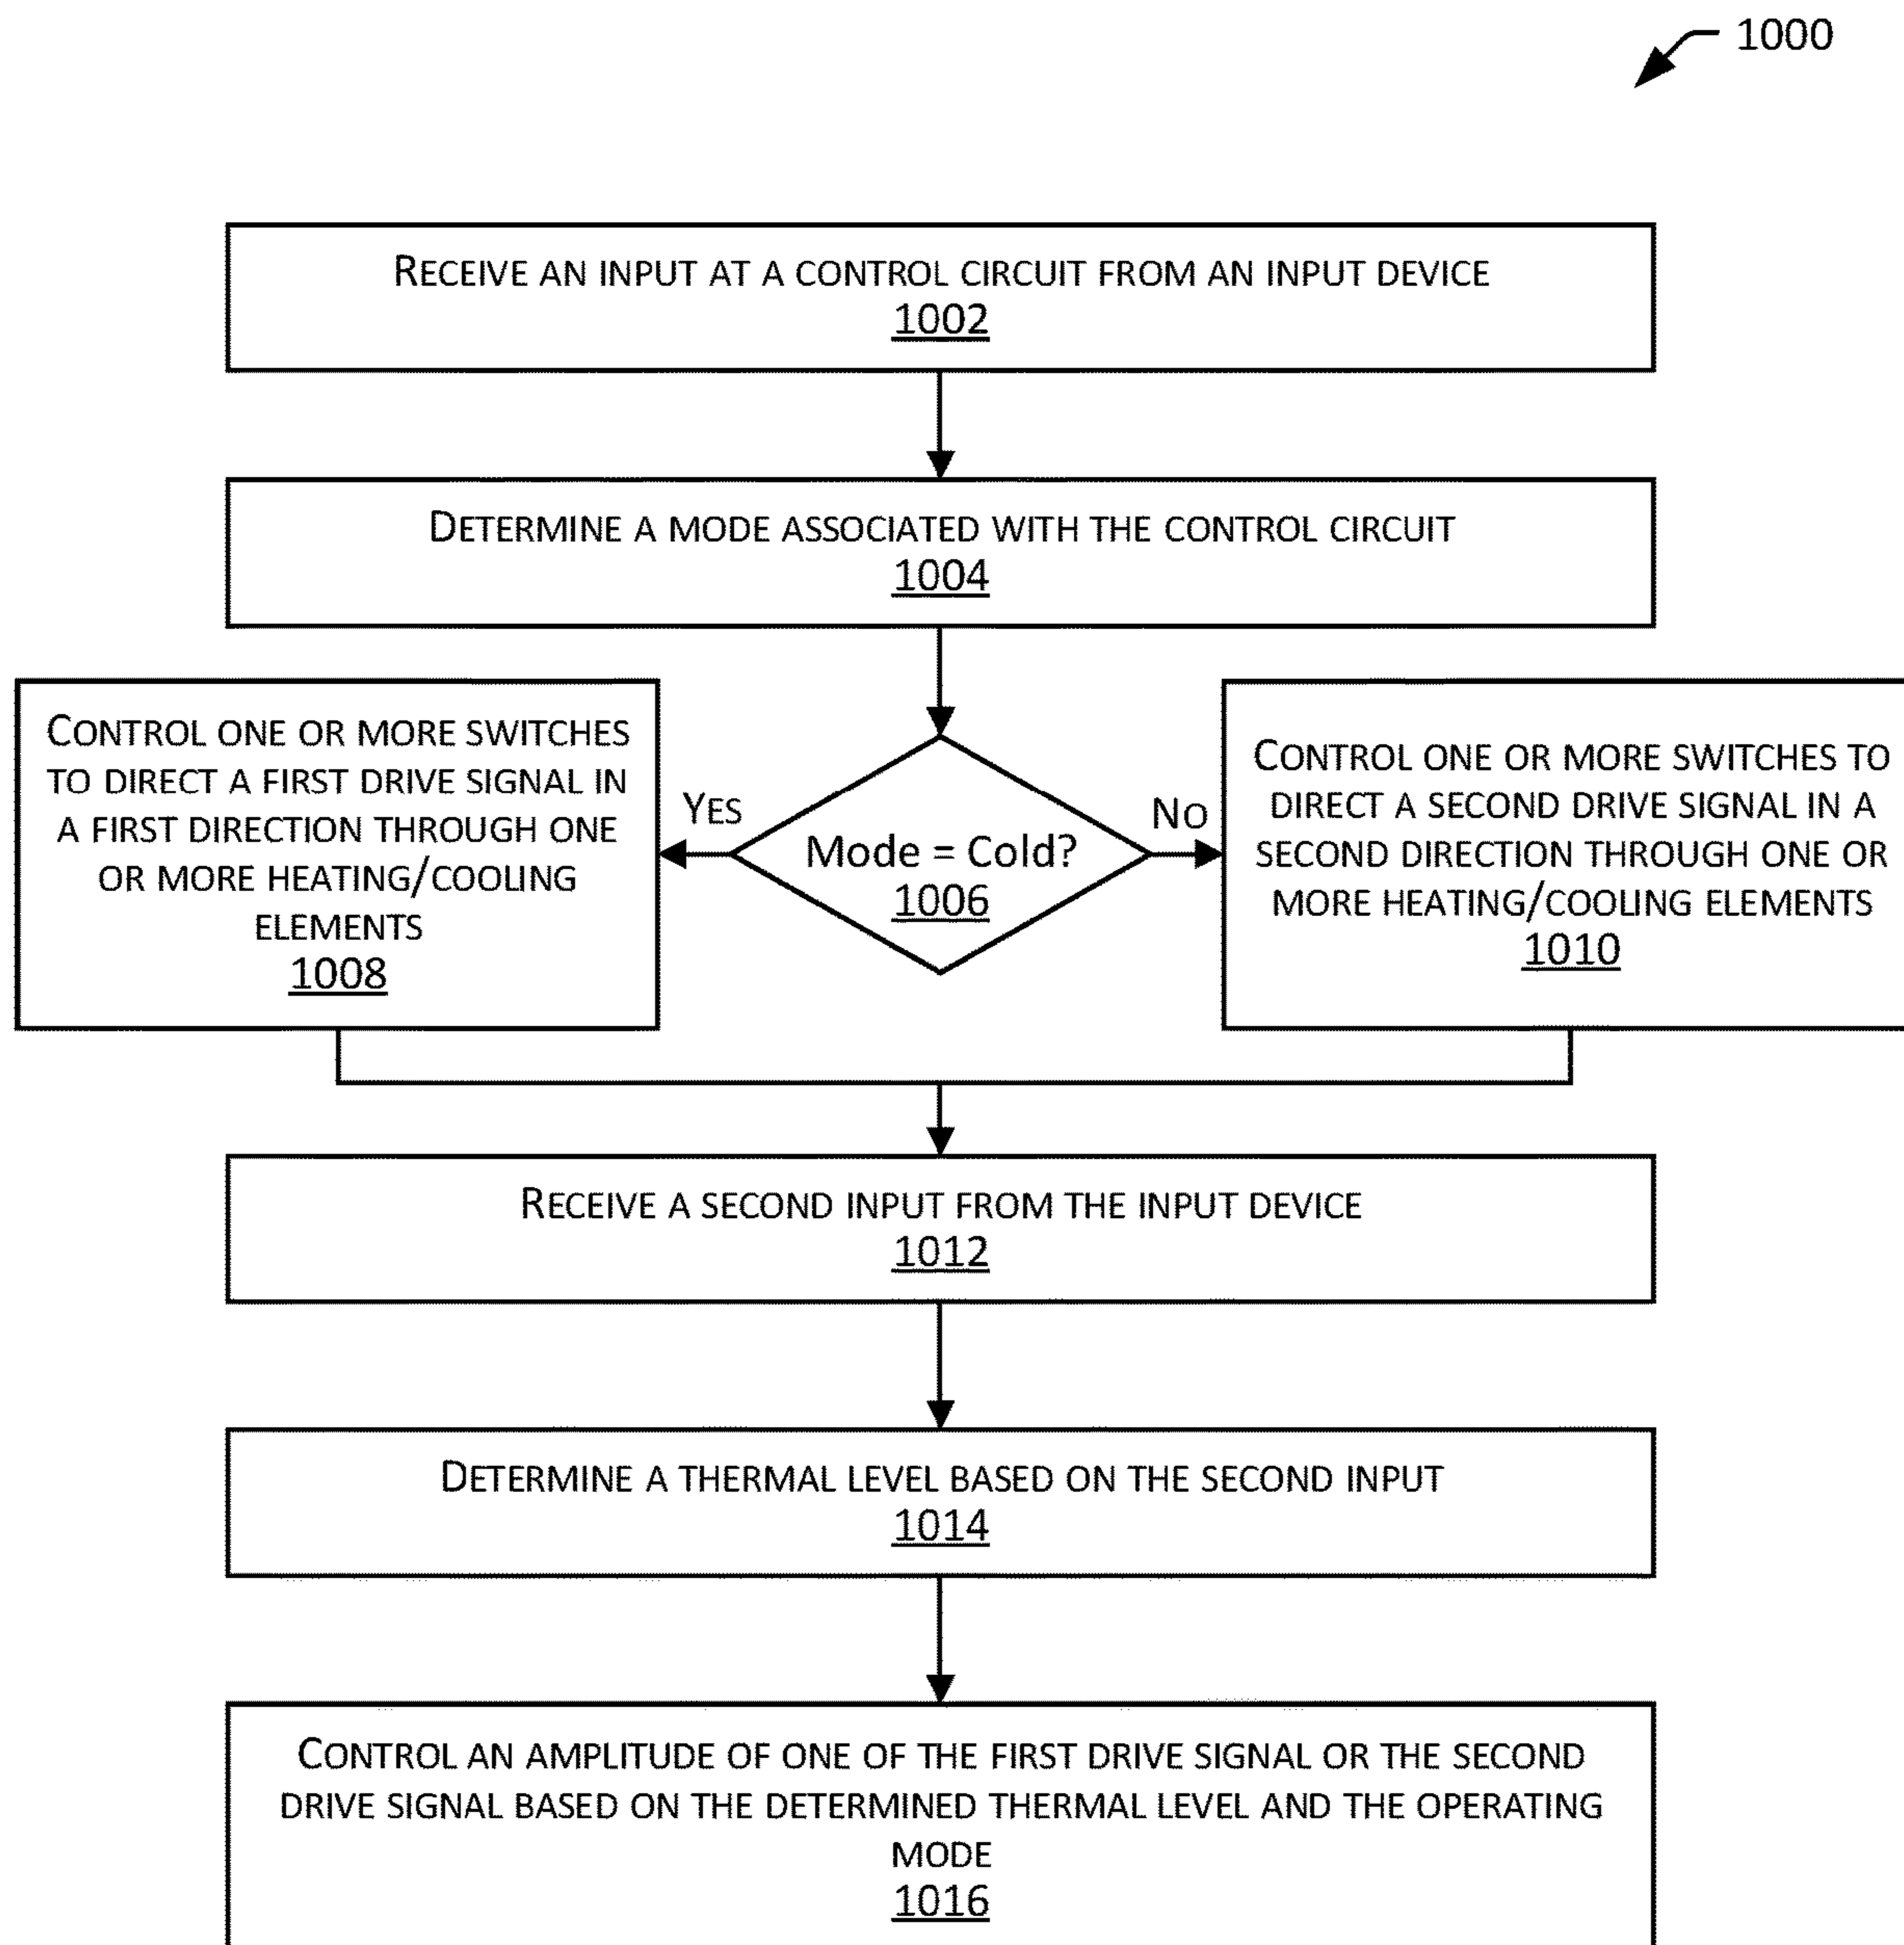 1000
RECEIVE AN INPUT AT A CONTROL CIRCUIT FROM AN INPUT DEVICE
1002
DETERMINE A MODE ASSOCIATED WITH THE CONTROL CIRCUIT
1004
CONTROL ONE OR MORE SWITCHES
TO DIRECT A FIRST DRIVE SIGNAL IN
A FIRST DIRECTION THROUGH ONE
OR MORE HEATING/COOLING
ELEMENTS
1008
YES
Mode = Cold?
1006
NO
CONTROL ONE OR MORE SWITCHES TO
DIRECT A SECOND DRIVE SIGNAL IN A
SECOND DIRECTION THROUGH ONE OR
MORE HEATING/COOLING ELEMENTS
1010
RECEIVE A SECOND INPUT FROM THE INPUT DEVICE
1012
DETERMINE A THERMAL LEVEL BASED ON THE SECOND INPUT
1014
CONTROL AN AMPLITUDE OF ONE OF THE FIRST DRIVE SIGNAL OR THE SECOND
DRIVE SIGNAL BASED ON THE DETERMINED THERMAL LEVEL AND THE OPERATING
MODE
1016